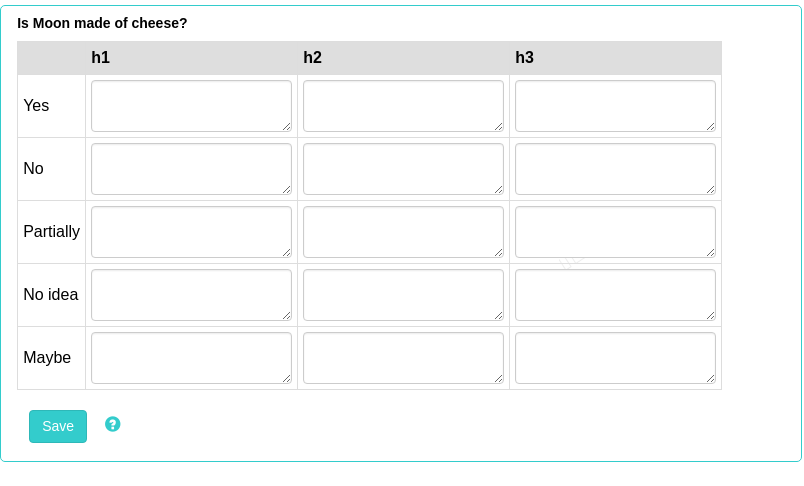 Is Moon made of cheese?
h1 h2 h3
Yes
No
Partially
No idea
Maybe
Save ?